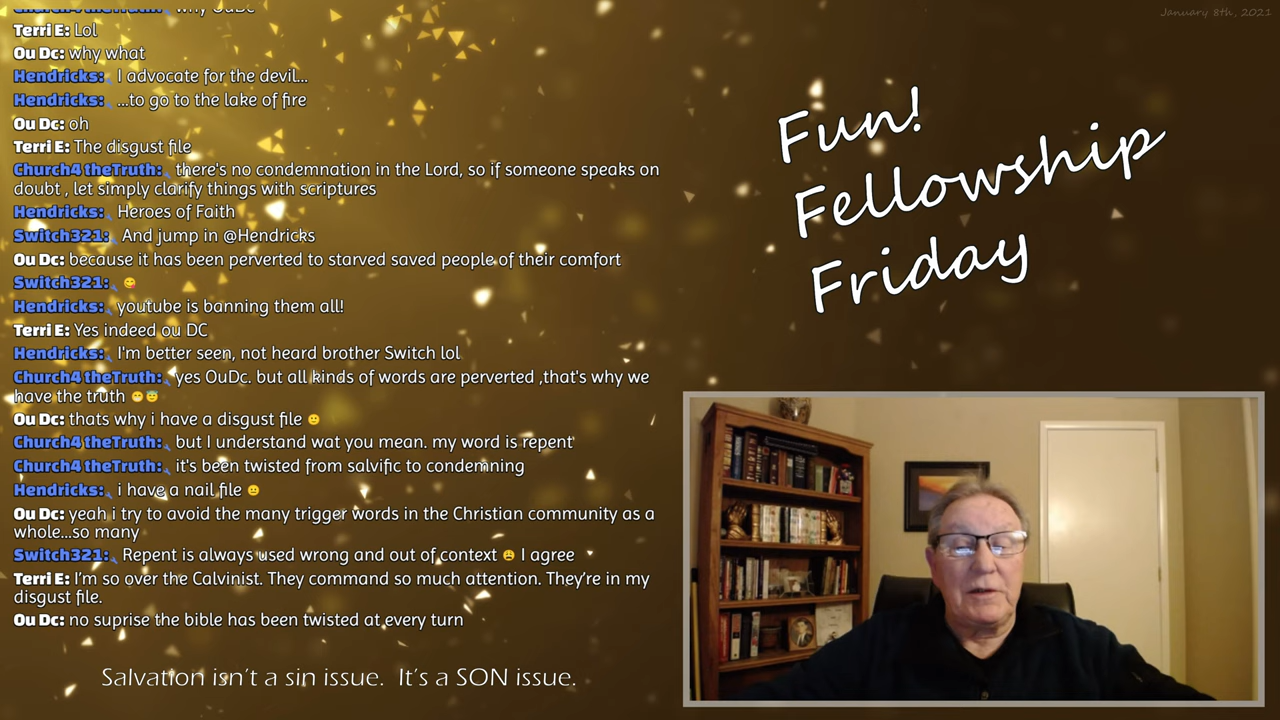 Church4theTruth: why OuDc
Terri E: Lol
Ou Dc: why what
Hendricks: I advocate for the devil...
Hendricks: ...to go to the lake of fire
Ou Dc: oh
Terri E: The disgust file
Church4theTruth: there's no condemnation in the Lord, so if someone speaks on
doubt , let simply clarify things with scriptures
Hendricks: Heroes of Faith
Switch321: And jump in @Hendricks
Ou Dc: because it has been perverted to starved saved people of their comfort
Switch321: 😋
Hendricks: youtube is banning them all!
Terri E: Yes indeed ou DC
Hendricks: I'm better seen, not heard brother Switch lol
Church4theTruth: yes OuDc. but all kinds of words are perverted ,that's why we
have the truth 😁😇
Ou Dc: thats why i have a disgust file 🙂
Church4theTruth: but I understand wat you mean. my word is repent
Church4theTruth: it's been twisted from salvific to condemning
Hendricks: i have a nail file 😐
Ou Dc: yeah i try to avoid the many trigger words in the Christian community as a
whole...so many
Switch321: Repent is always used wrong and out of context 😩 I agree
Terri E: I'm so over the Calvinist. They command so much attention. They're in my
disgust file.
Ou Dc: no suprise the bible has been twisted at every turn
Salvation isn't a sin issue. It's a SON issue.
January 8th, 2021
Fun!
Fellowship
Friday